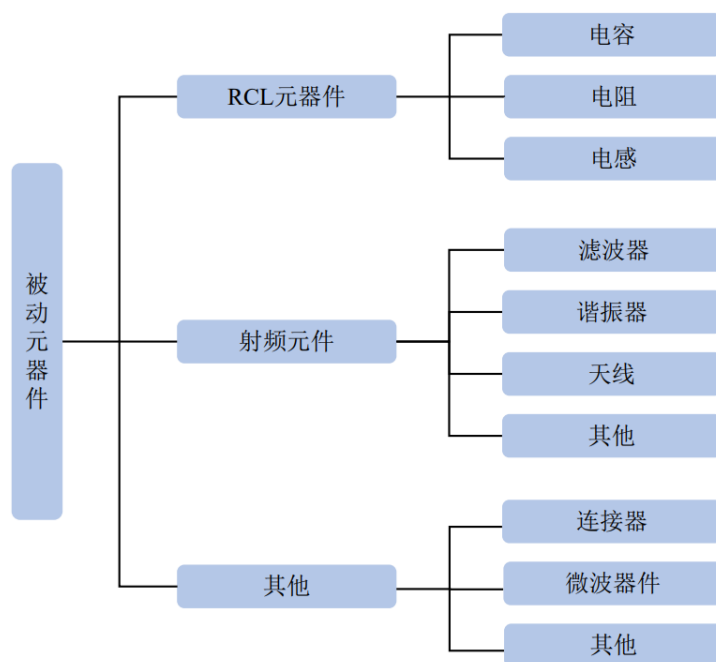 被动元器件
RCL元器件
电容
电阻
电感
射频元件
滤波器
谐振器
天线
其他
其他
连接器
微波器件
其他